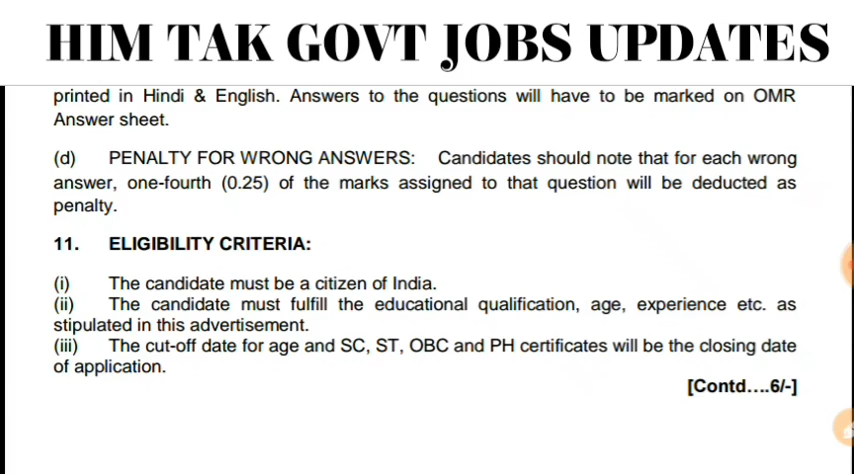 HIM TAK GOVT JOBS UPDATES
printed in Hindi & English. Answers to the questions will have to be marked on OMR
Answer sheet.
(d) PENALTY FOR WRONG ANSWERS: Candidates should note that for each wrong
answer, one-fourth (0.25) of the marks assigned to that question will be deducted as
penalty.
11. ELIGIBILITY CRITERIA:
(i) The candidate must be a citizen of India.
(ii) The candidate must fulfill the educational qualification, age, experience etc. as
stipulated in this advertisement.
(iii) The cut-off date for age and SC, ST, OBC and PH certificates will be the closing date
of application.
[Contd....6/-]